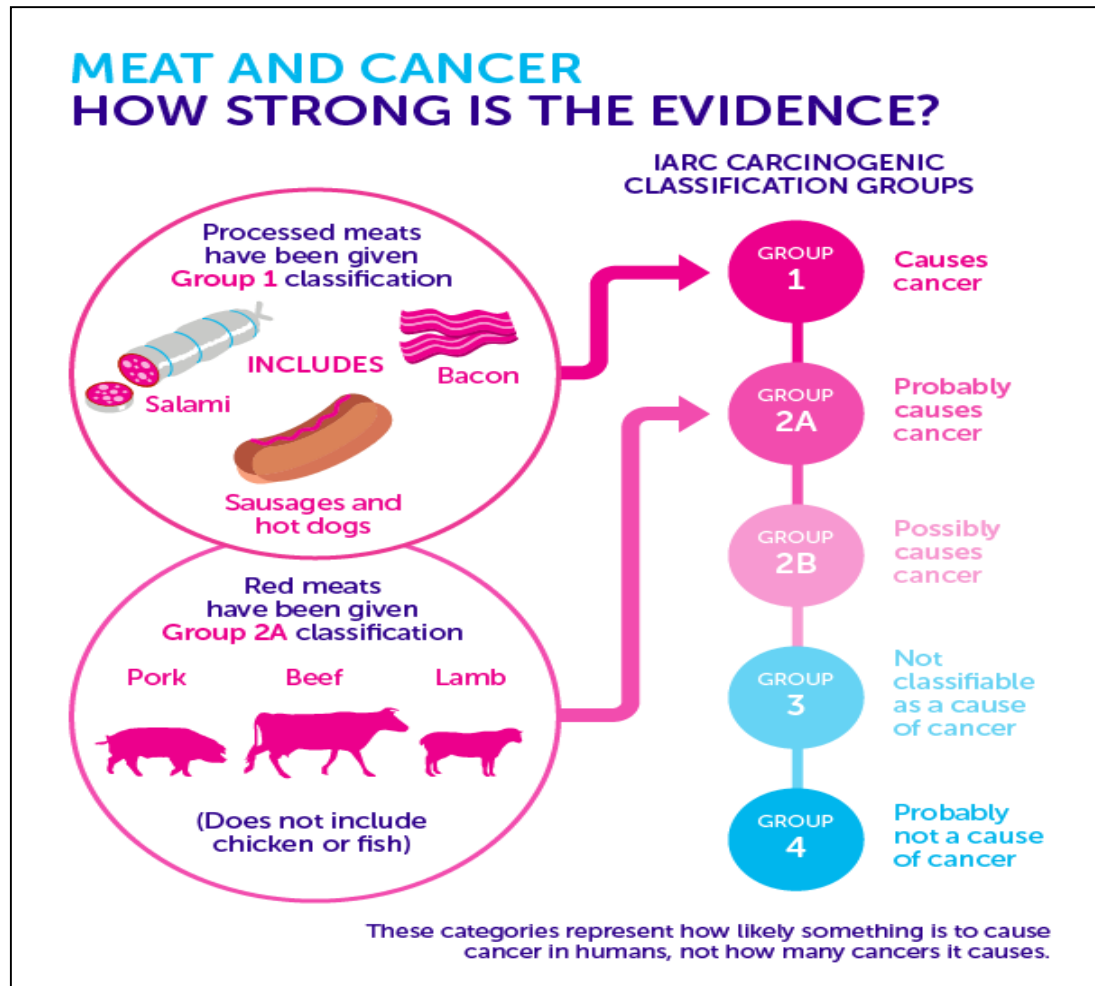 MEAT AND CANCER
HOW STRONG IS THE EVIDENCE?
IARC CARCINOGENIC
CLASSIFICATION GROUPS
Processed meats
have been given
Group 1 classification
INCLUDES
Salami
Bacon
Sausages and
hot dogs
Red meats
have been given
Group 2A classification
Pork
Beef
Lamb
(Does not include
chicken or fish)
GROUP
1
Causes
cancer
GROUP
2A
Probably
causes
cancer
GROUP
2B
Possibly
causes
cancer
GROUP
3
Not
classifiable
as a cause
of cancer
GROUP
4
Probably
not a cause
of cancer
These categories represent how likely something is to cause
cancer in humans, not how many cancers it causes.